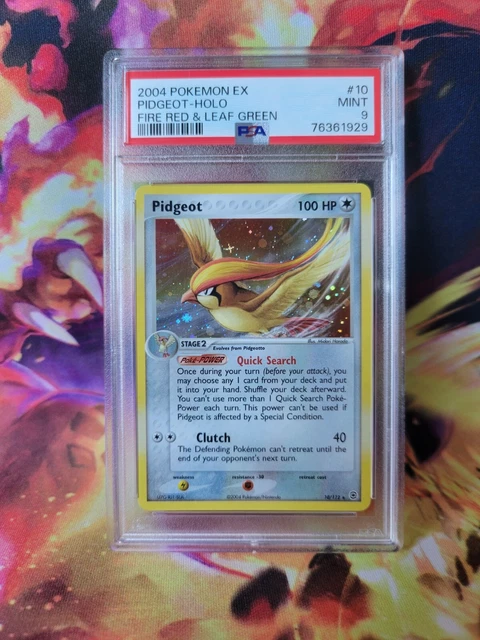 2004 POKEMON EX #10
PIDGEOT-HOLO MINT
FIRE RED & LEAF GREEN 9
PSA 76361929
Pidgeot 100 HP
STAGE 2 Evolves from Pidgeotto
Poké-POWER Quick Search
Once during your turn (before your attack), you
may choose any 1 card from your deck and put
it into your hand. Shuffle your deck afterward.
You can't use more than 1 Quick Search Poké-
Power each turn. This power can't be used if
Pidgeot is affected by a Special Condition.
Clutch 40
The Defending Pokémon can't retreat until the
end of your opponent's next turn.
weakness resistance -30 retreat cost
©2004 Pokémon/Nintendo 10/112